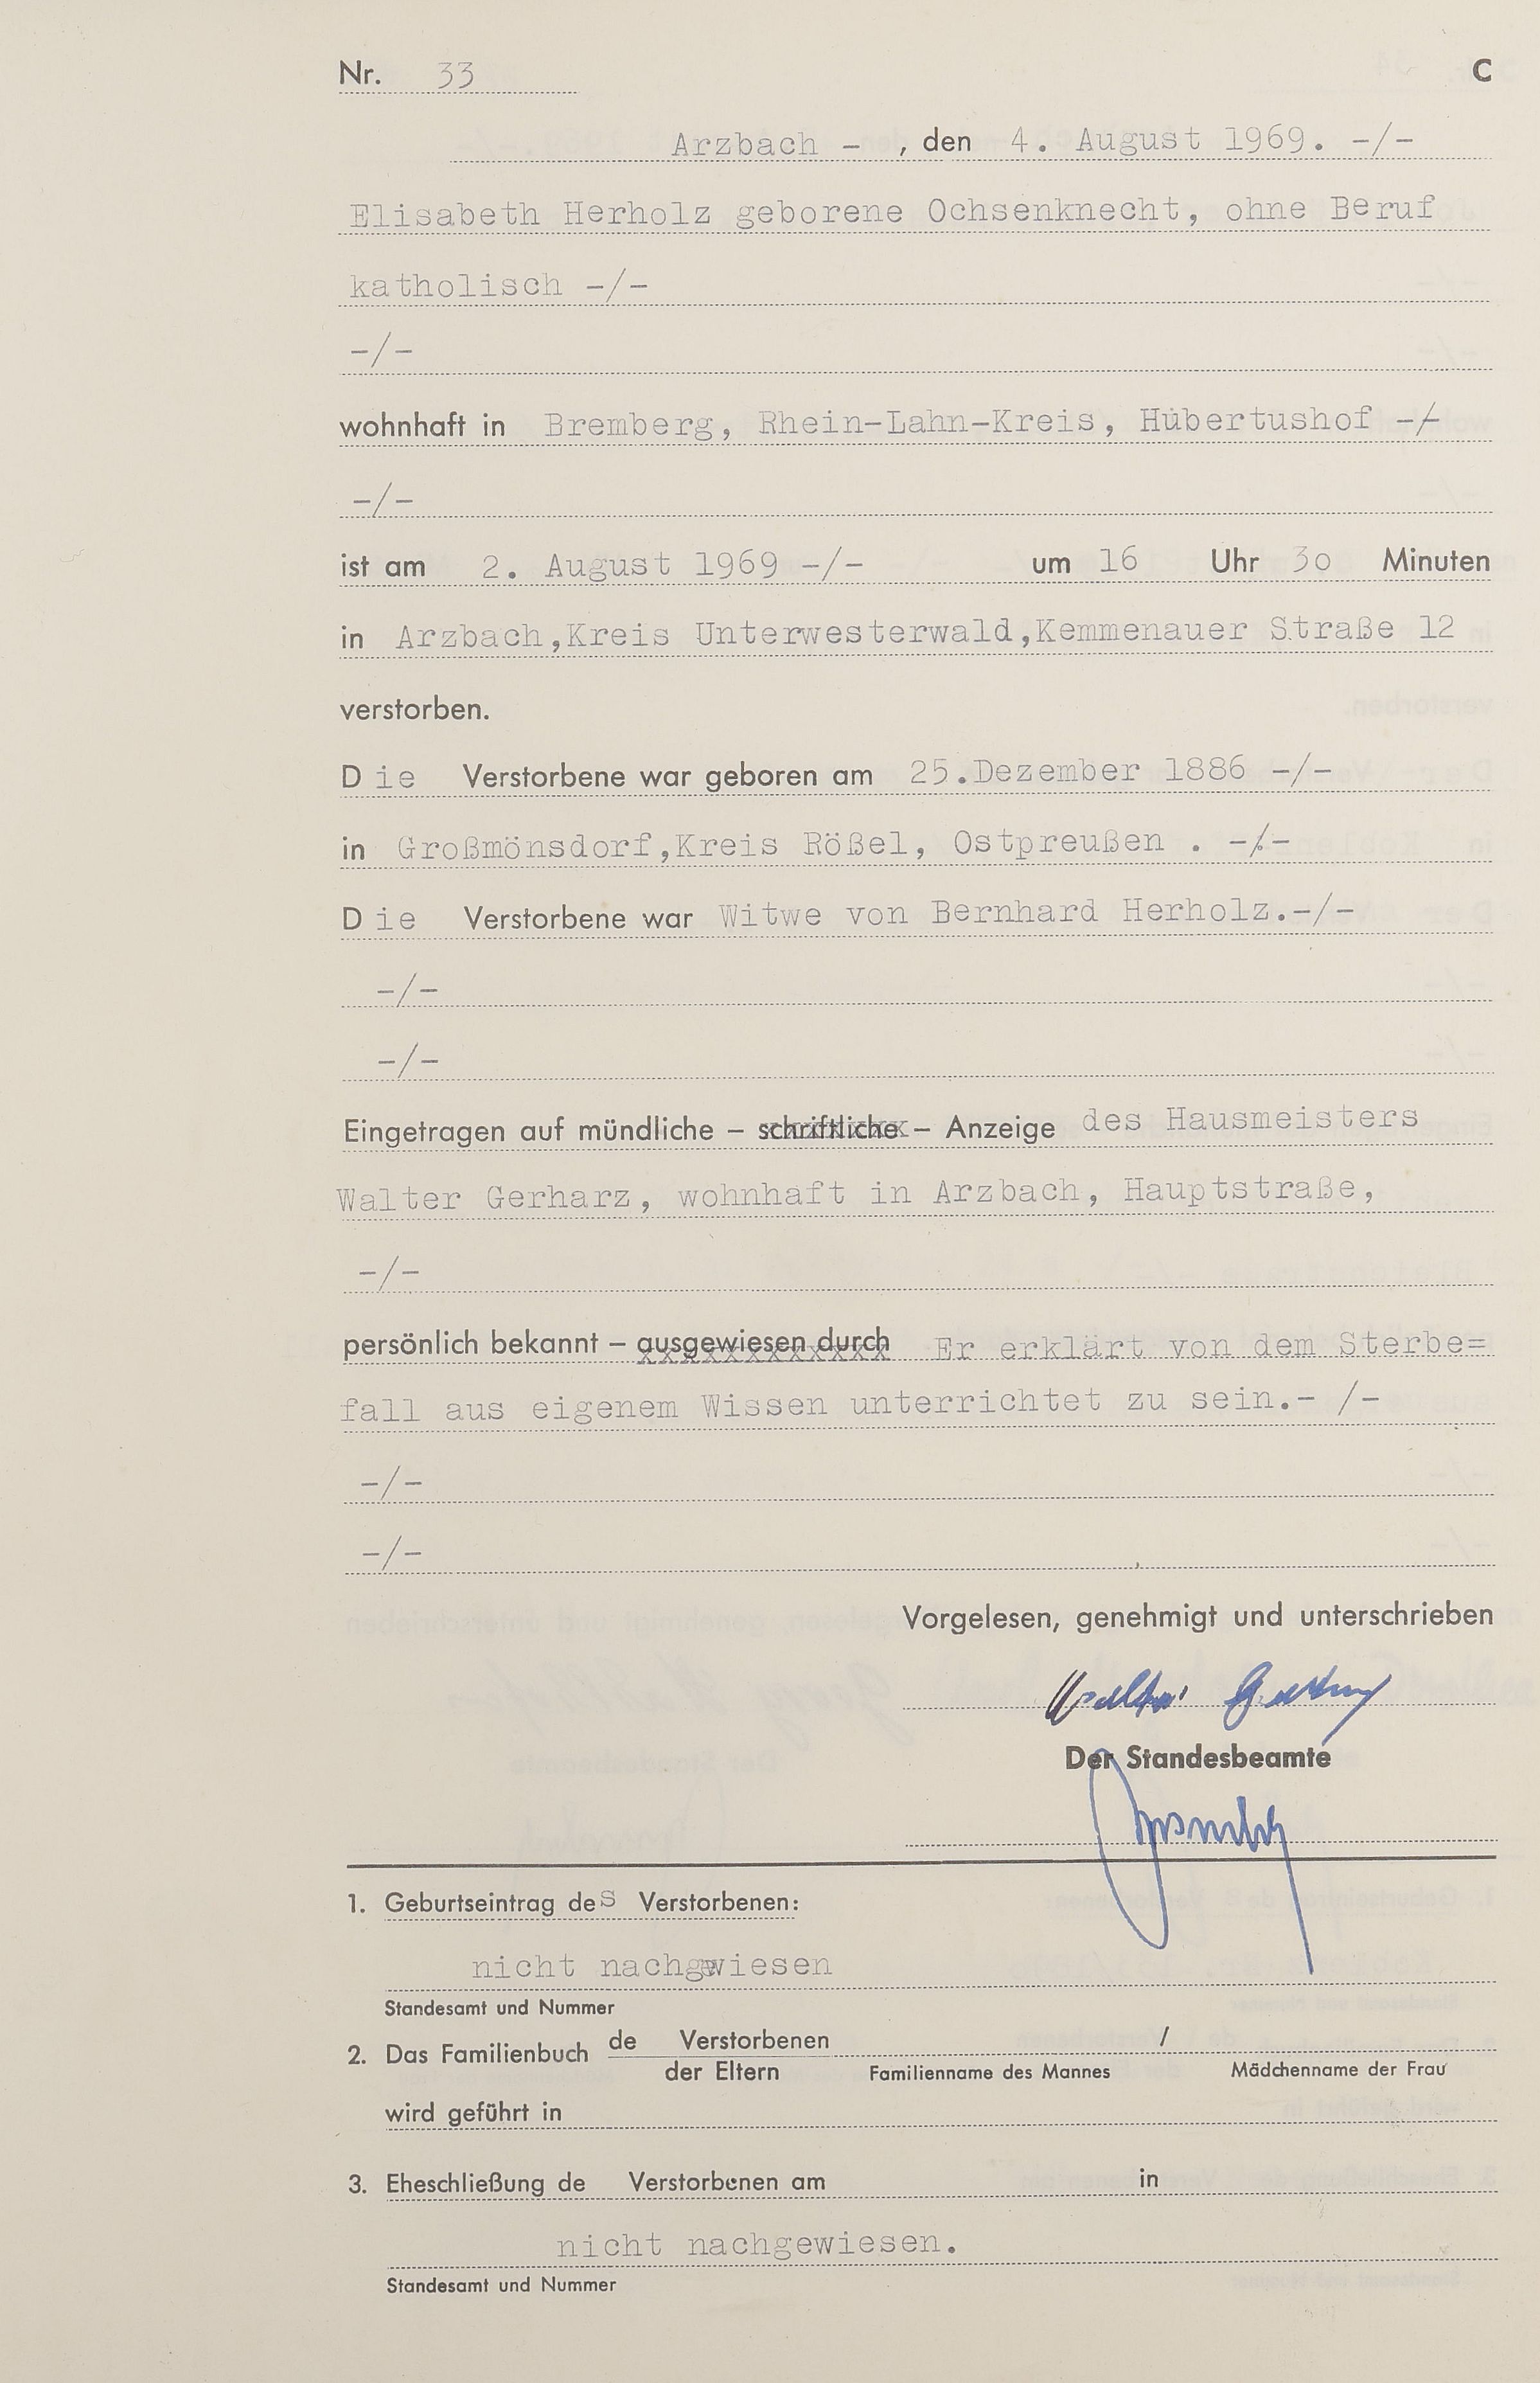 Nr. 33 C
Arzbach - , den 4. August 1969. -/-
Elisabeth Herholz geborene Ochsenknecht, ohne Beruf
katholisch -/-
-/-
wohnhaft in Bremberg, Rhein-Lahn-Kreis, Hubertushof -/-
-/-
ist am 2. August 1969 -/- um 16 Uhr 30 Minuten
in Arzbach,Kreis Unterwesterwald,Kemmenauer Straße 12
verstorben.
Die Verstorbene war geboren am 25.Dezember 1886 -/-
in Großmönsdorf,Kreis Rößel, Ostpreußen . -/-
Die Verstorbene war Witwe von Bernhard Herholz.-/-
-/-
-/-
Eingetragen auf mündliche – schriftliche – Anzeige des Hausmeisters
Walter Gerharz, wohnhaft in Arzbach, Hauptstraße,
-/-
persönlich bekannt – ausgewiesen durch Er erklärt von dem Sterbe=
fall aus eigenem Wissen unterrichtet zu sein.- /-
-/-
-/-
Vorgelesen, genehmigt und unterschrieben
Walter Gerharz
Der Standesbeamte
1. Geburtseintrag des Verstorbenen:
nicht nachgewiesen
Standesamt und Nummer
2. Das Familienbuch de Verstorbenen /
der Eltern Familienname des Mannes Mädchenname der Frau
wird geführt in
3. Eheschließung de Verstorbenen am in
nicht nachgewiesen.
Standesamt und Nummer